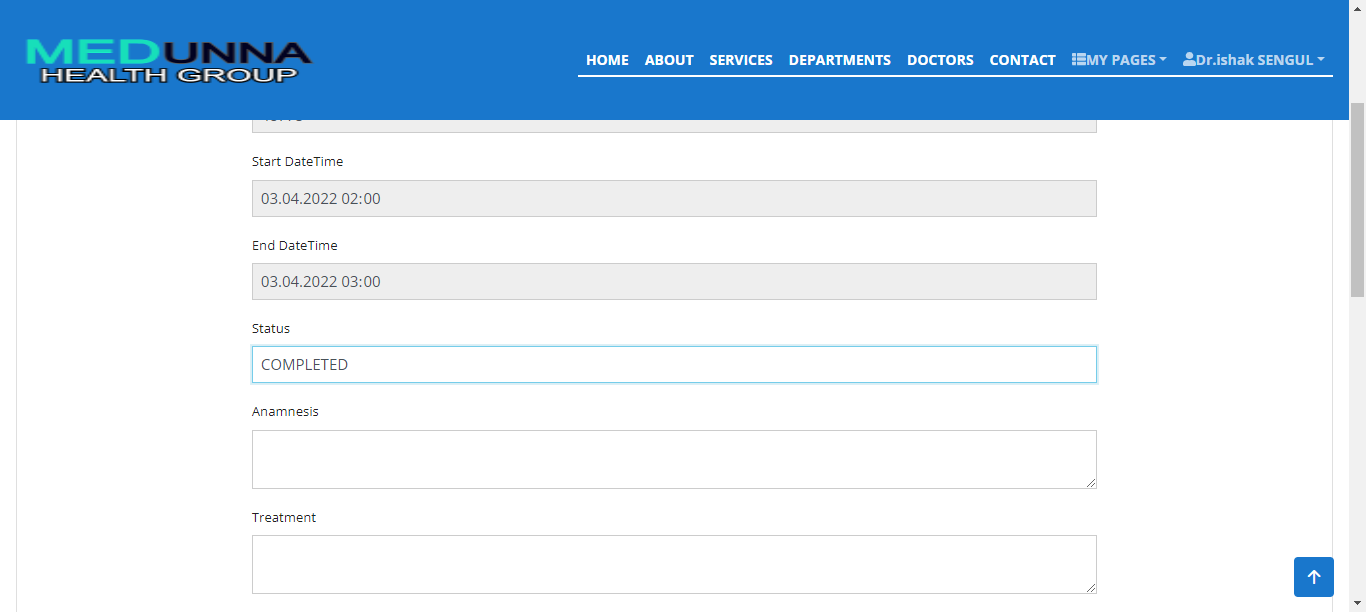 MEDUNNA
HEALTH GROUP
HOME ABOUT SERVICES DEPARTMENTS DOCTORS CONTACT MY PAGES Dr.ishak SENGUL
Start DateTime
03.04.2022 02:00
End DateTime
03.04.2022 03:00
Status
COMPLETED
Anamnesis
Treatment